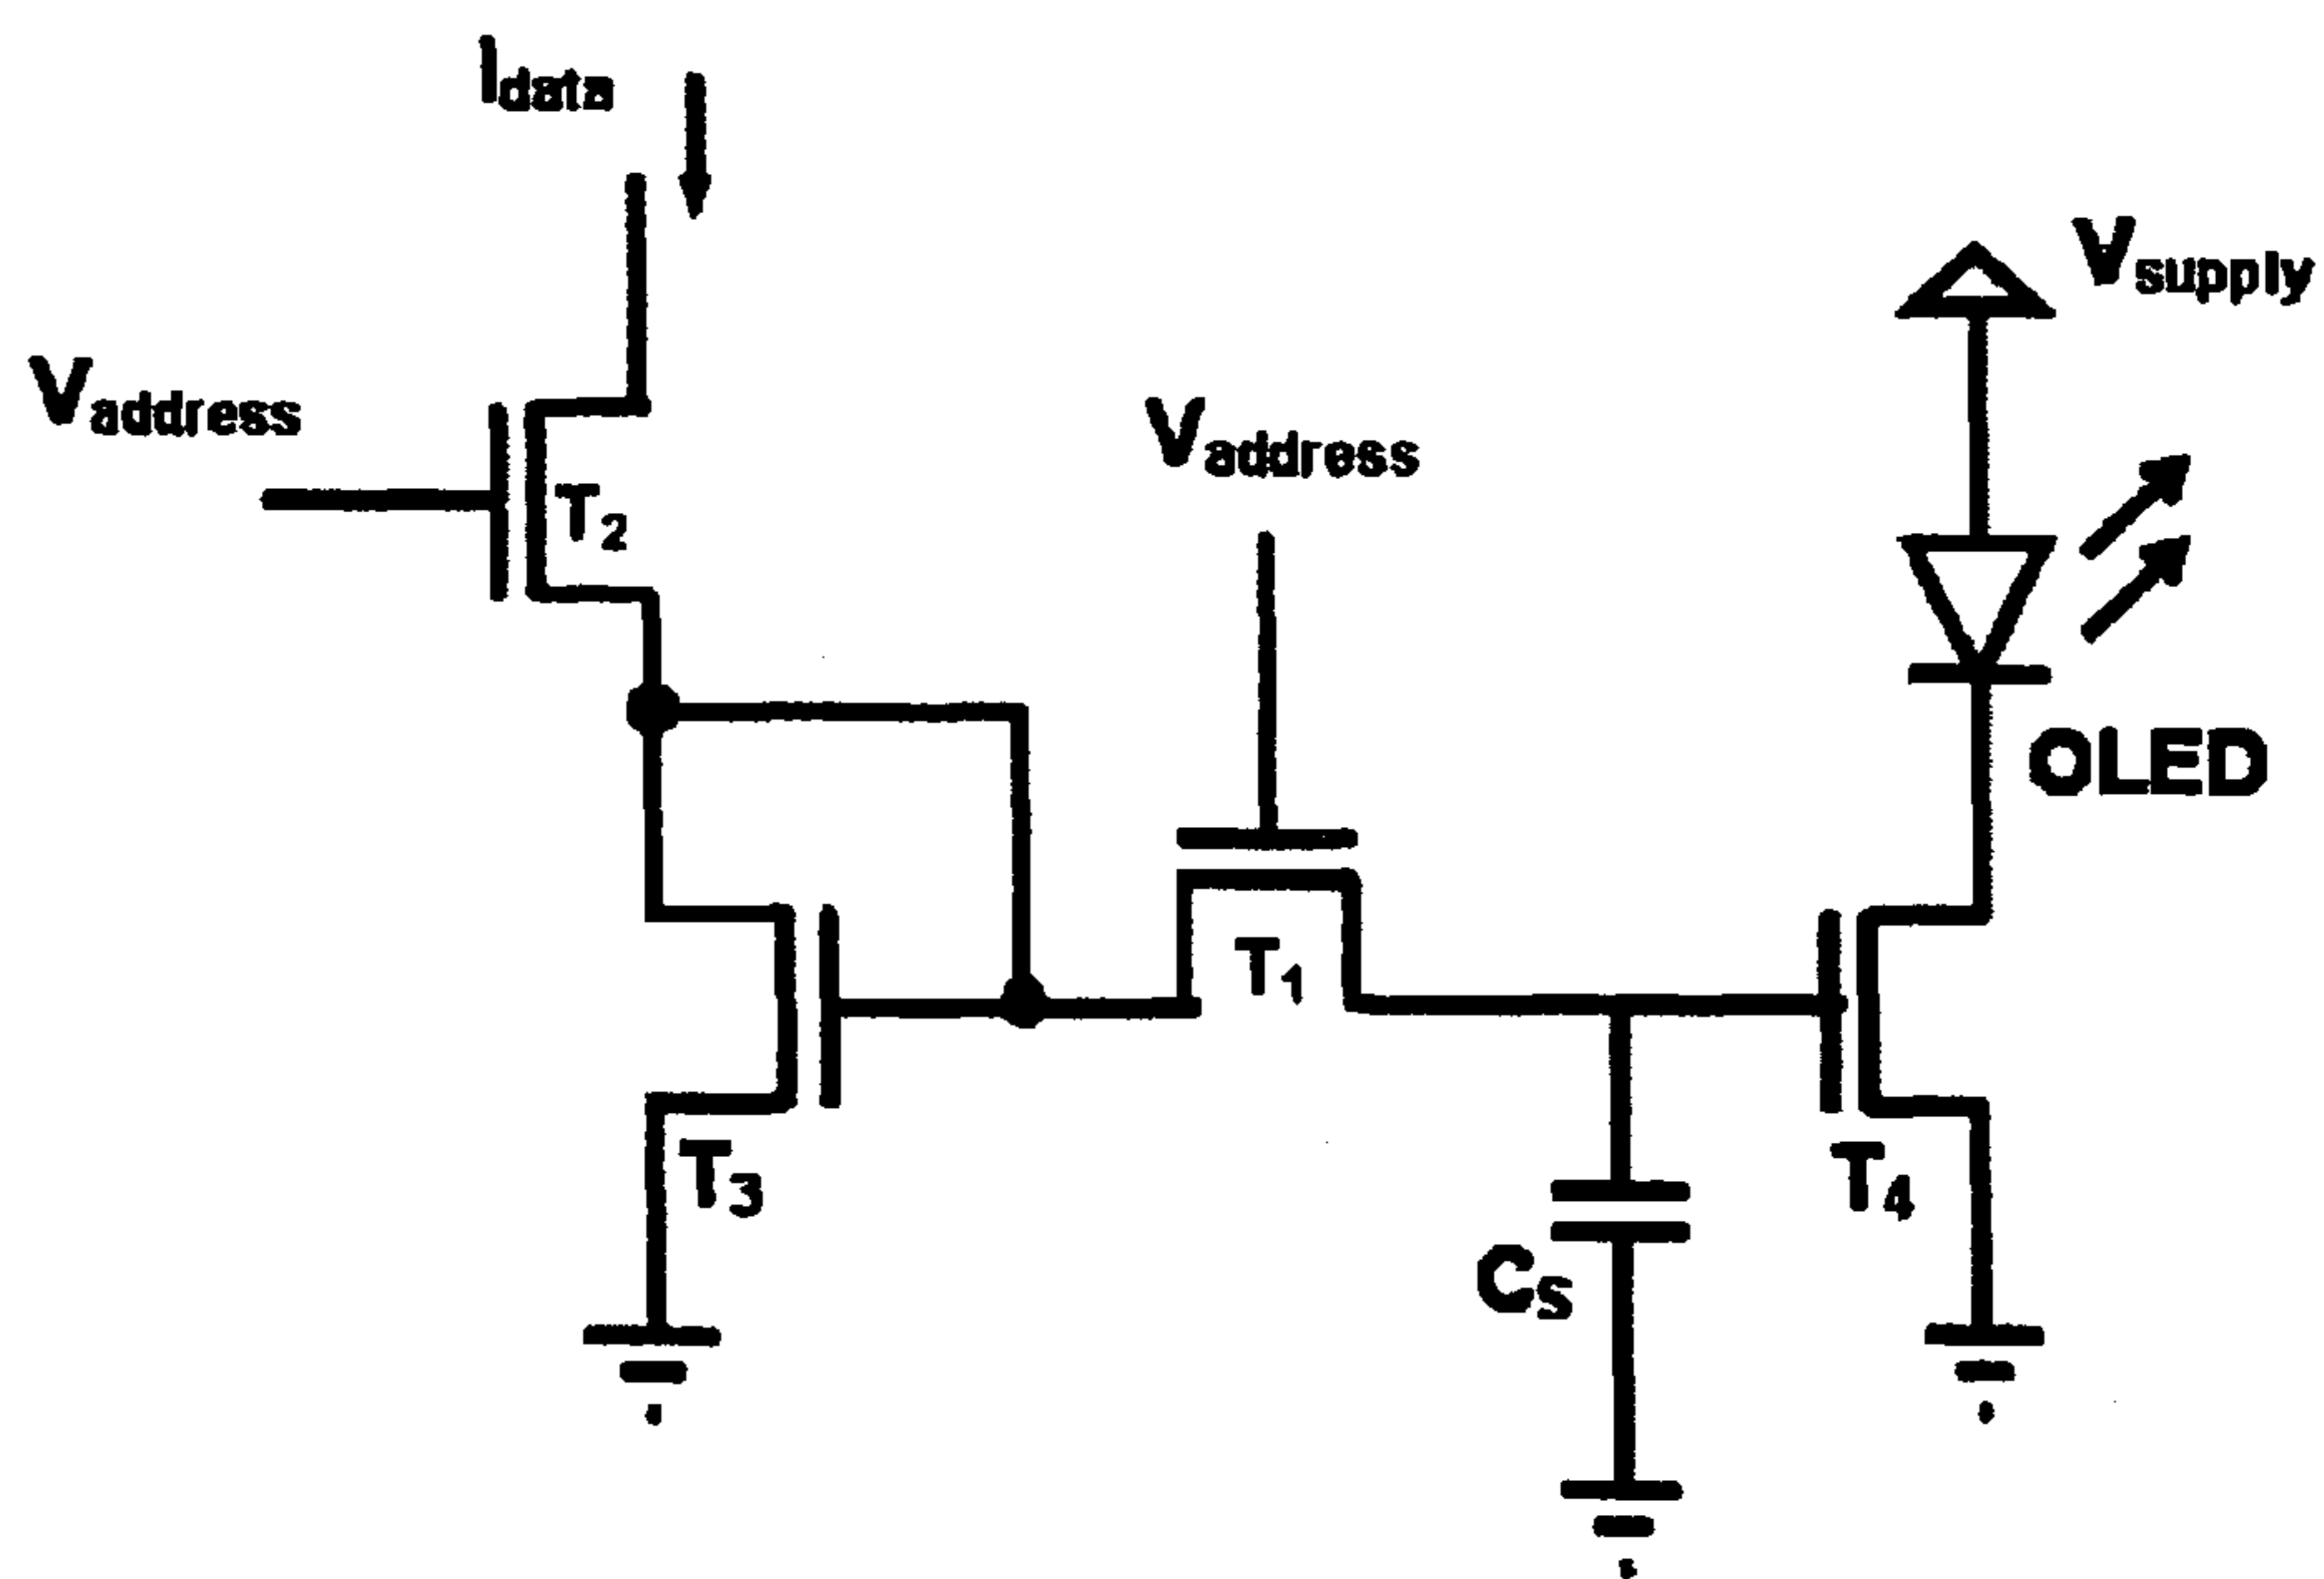 Idata
Vsupply
Vaddress
Vaddress
T2
OLED
T1
T3
T4
CS